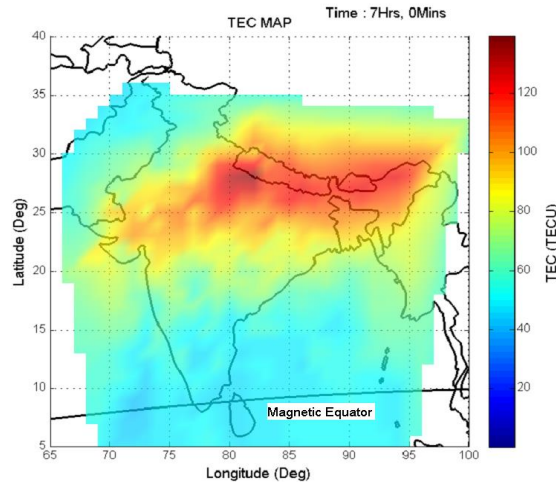 Time : 7Hrs, 0Mins
TEC MAP
40
35
30
25
20
15
10
5
Latitude (Deg)
Magnetic Equator
65 70 75 80 85 90 95 100
Longitude (Deg)
120
100
80
60
40
20
TEC (TECU)